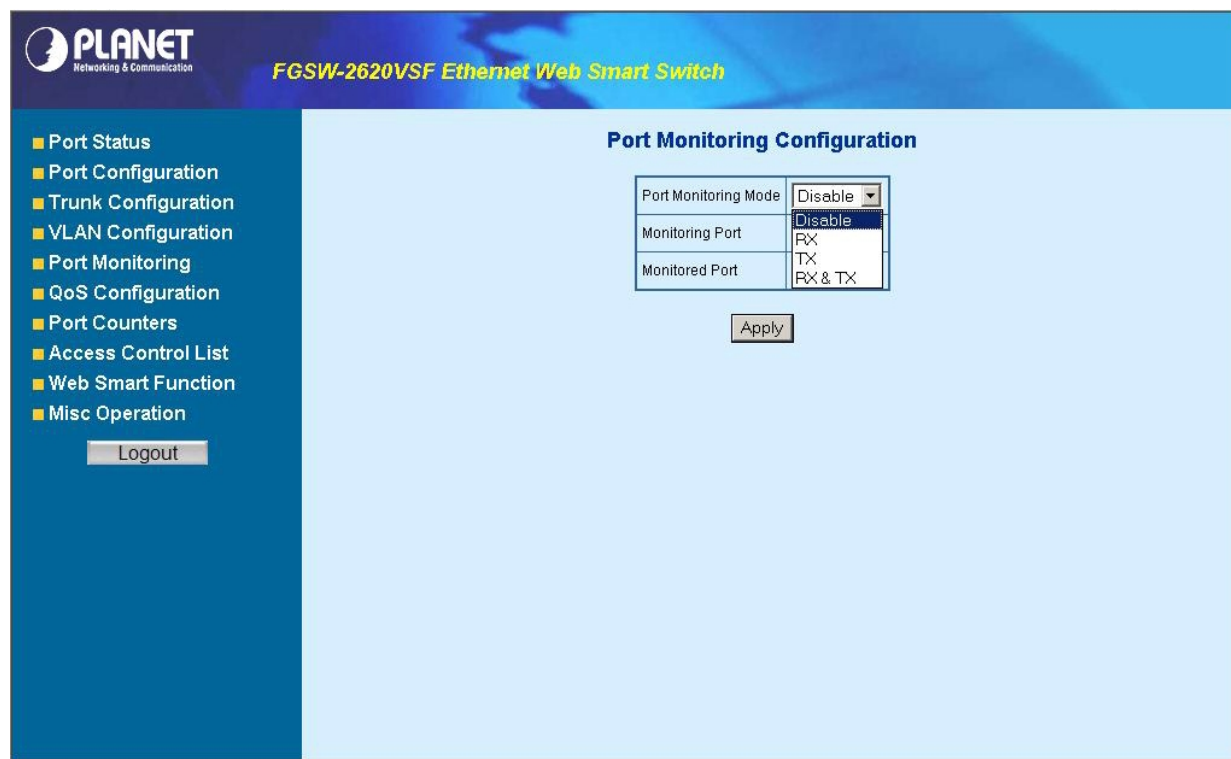 PLANET
Networking & Communication
FGSW-2620VSF Ethernet Web Smart Switch
Port Status
Port Configuration
Trunk Configuration
VLAN Configuration
Port Monitoring
QoS Configuration
Port Counters
Access Control List
Web Smart Function
Misc Operation
Logout
Port Monitoring Configuration
Port Monitoring Mode Disable
Disable
Monitoring Port RX
TX
Monitored Port RX & TX
Apply